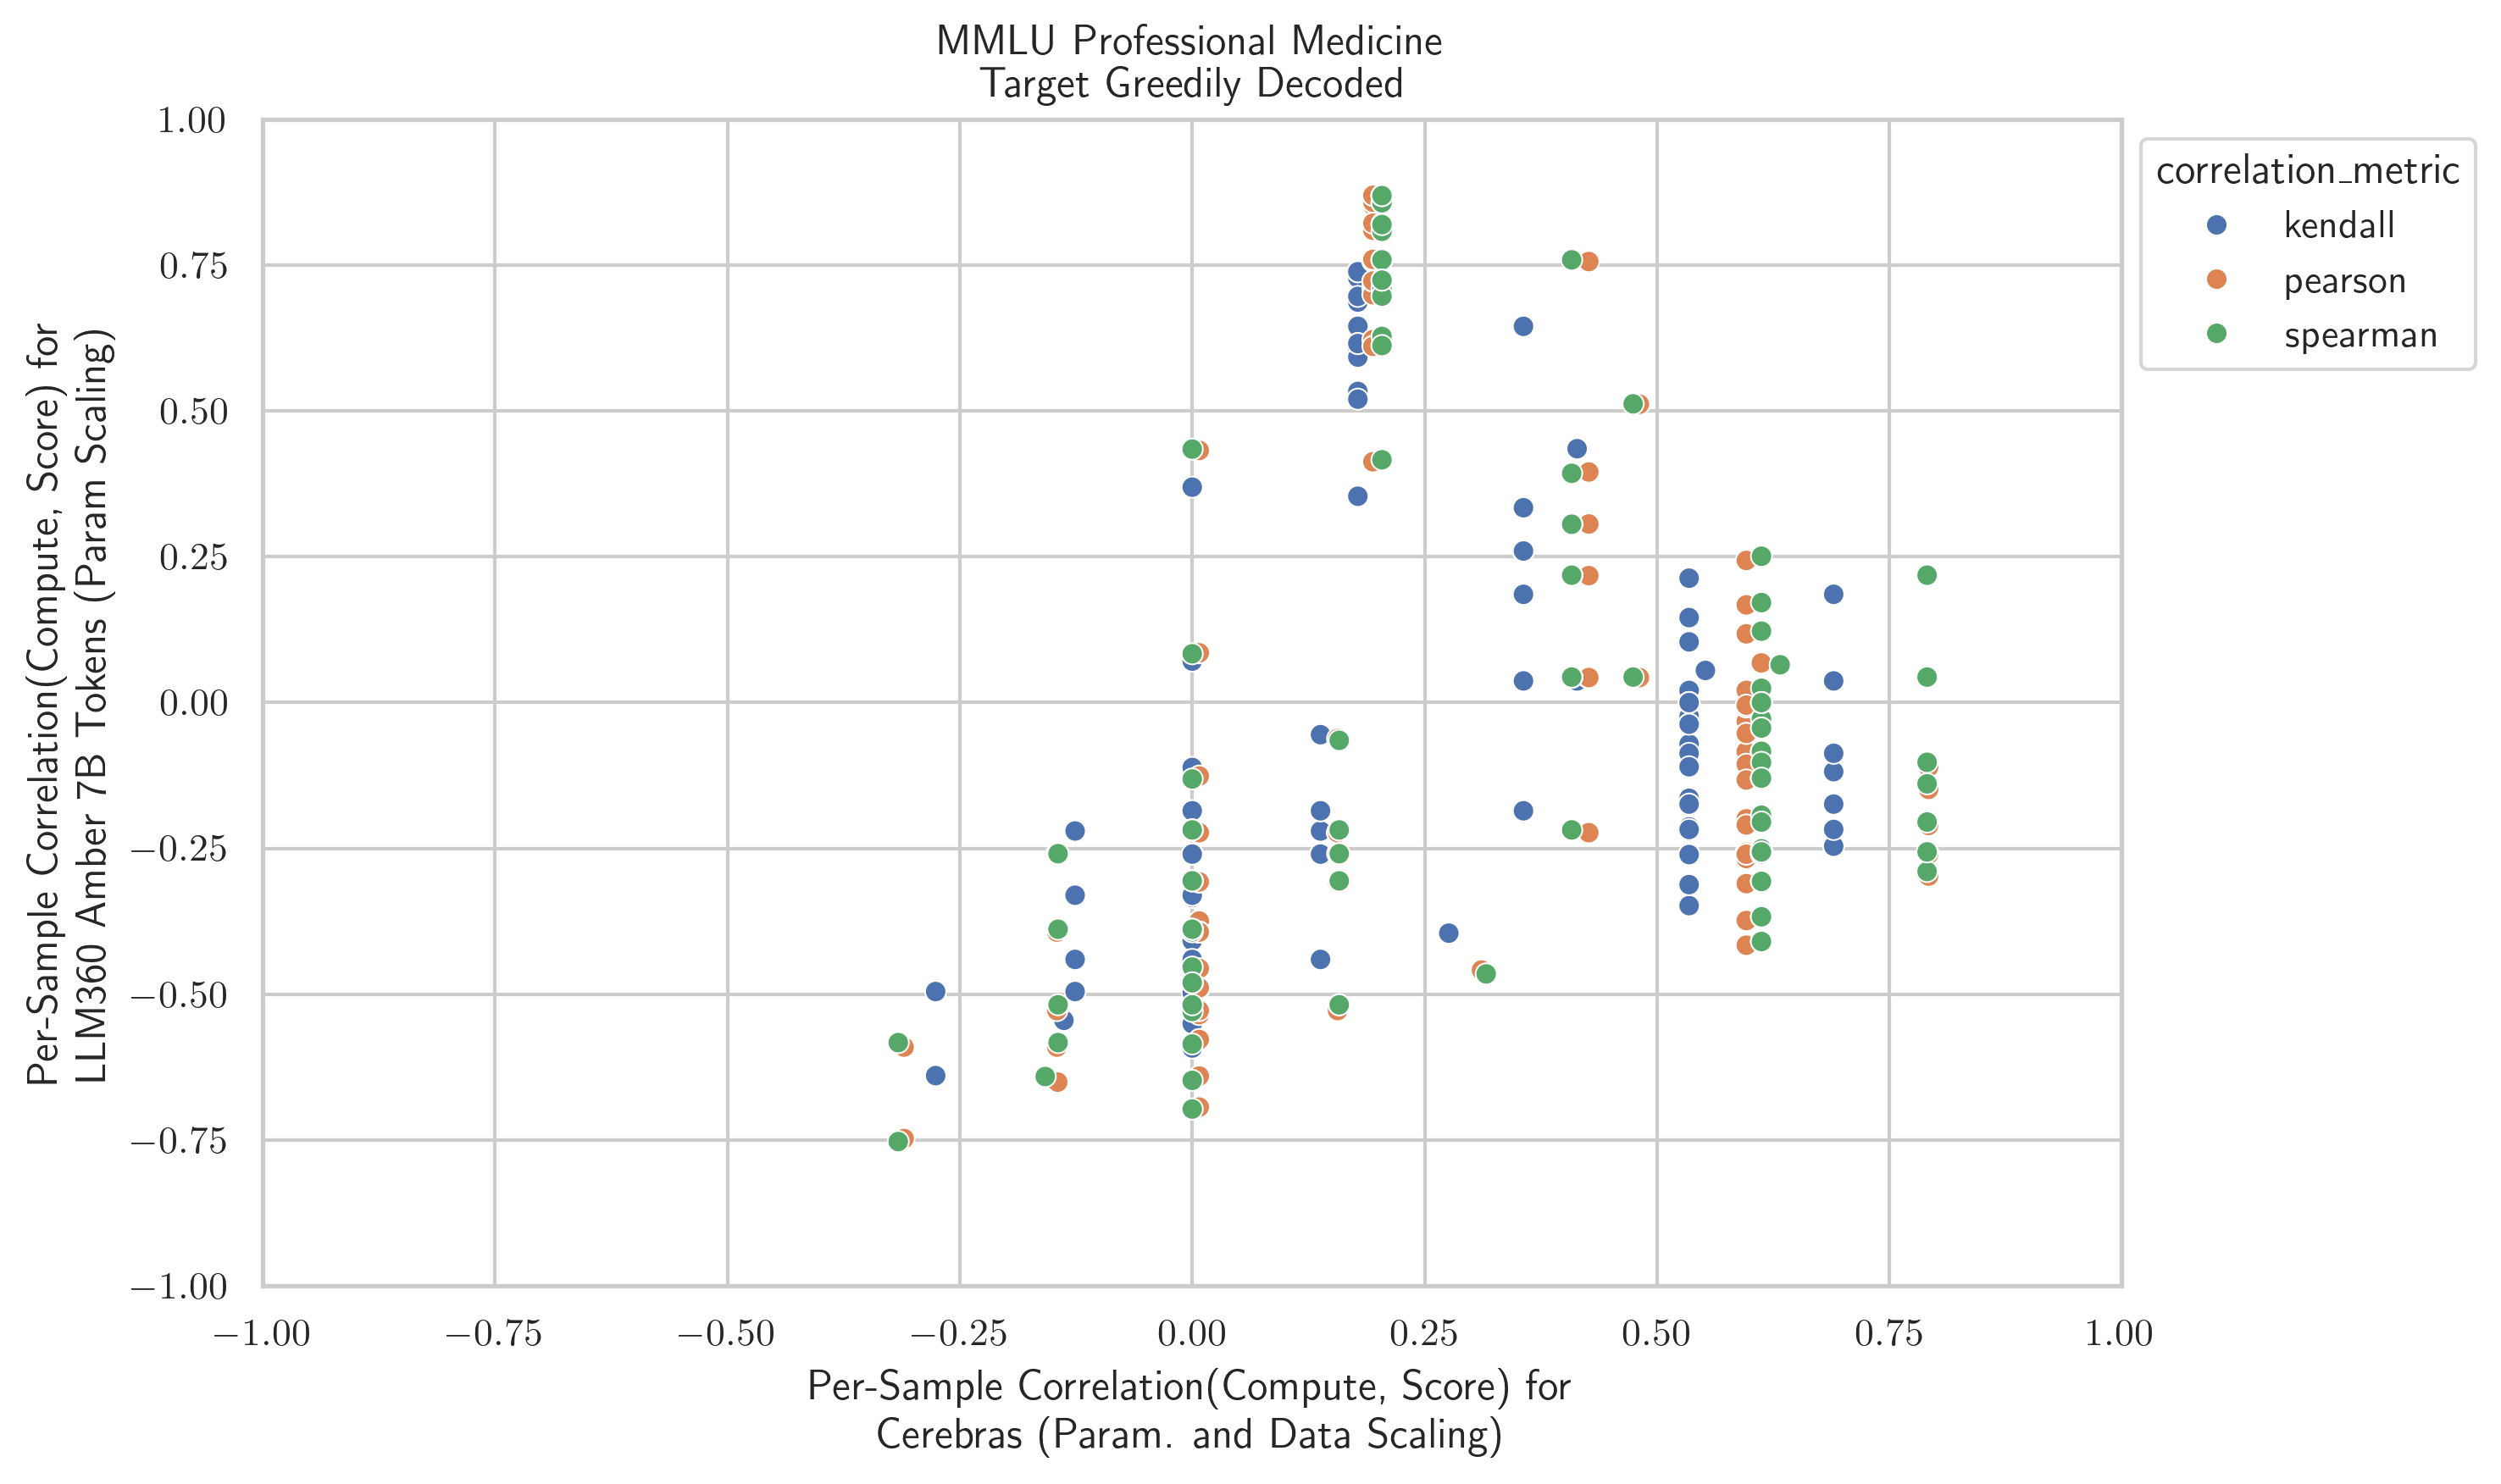 MMLU Professional Medicine
Target Greedily Decoded
Per-Sample Correlation(Compute, Score) for
LLM360 Amber 7B Tokens (Param Scaling)
1.00
0.75
0.50
0.25
0.00
−0.25
−0.50
−0.75
−1.00
−1.00 −0.75 −0.50 −0.25 0.00 0.25 0.50 0.75 1.00
Per-Sample Correlation(Compute, Score) for
Cerebras (Param. and Data Scaling)
correlation_metric
kendall
pearson
spearman